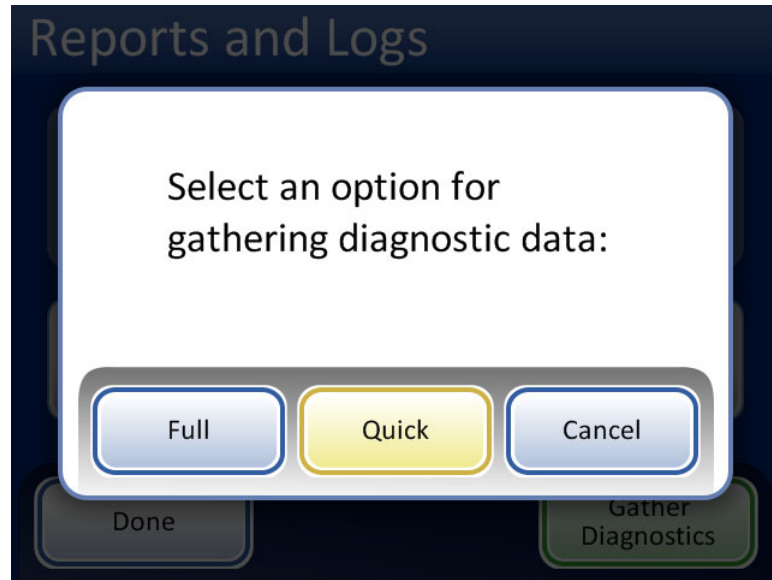 Reports and Logs
Select an option for
gathering diagnostic data:
Full
Quick
Cancel
Done
Gather
Diagnostics